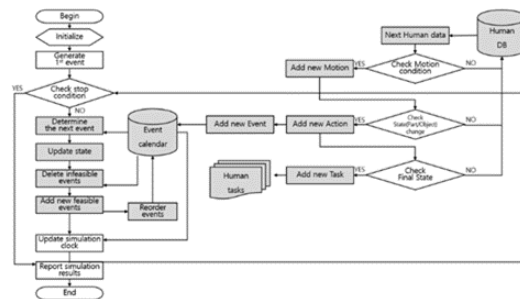 Begin
Initialize
Generate
1st event
Check stop
condition
YES
NO
Determine
the next event
Update state
Delete infeasible
events
Add new feasible
events
Update simulation
clock
Report simulation
results
End
Event
calendar
Reorder
events
Add new Event
Add new Action
Add new Motion
Next Human data
Human
DB
Check Motion
condition
YES
NO
Check
State(Part/Object)
change
YES
NO
Check
Final State
YES
NO
Add new Task
Human
tasks